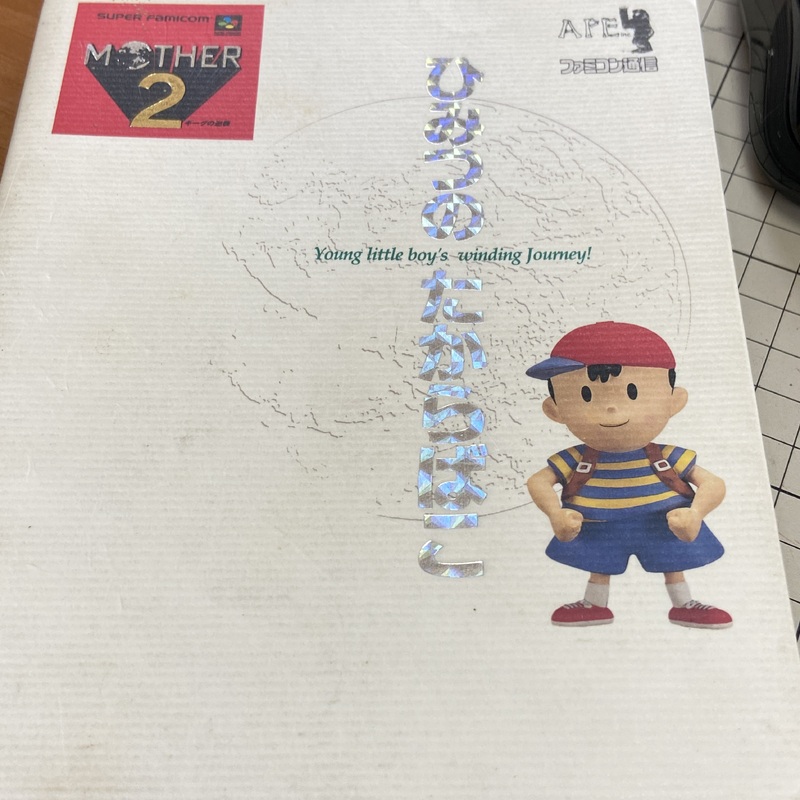 SUPER FAMICOM
MOTHER
2
ギーグの逆襲
APE inc.
ファミコン通信
ひみつの たからばこ
Young little boy's winding Journey!